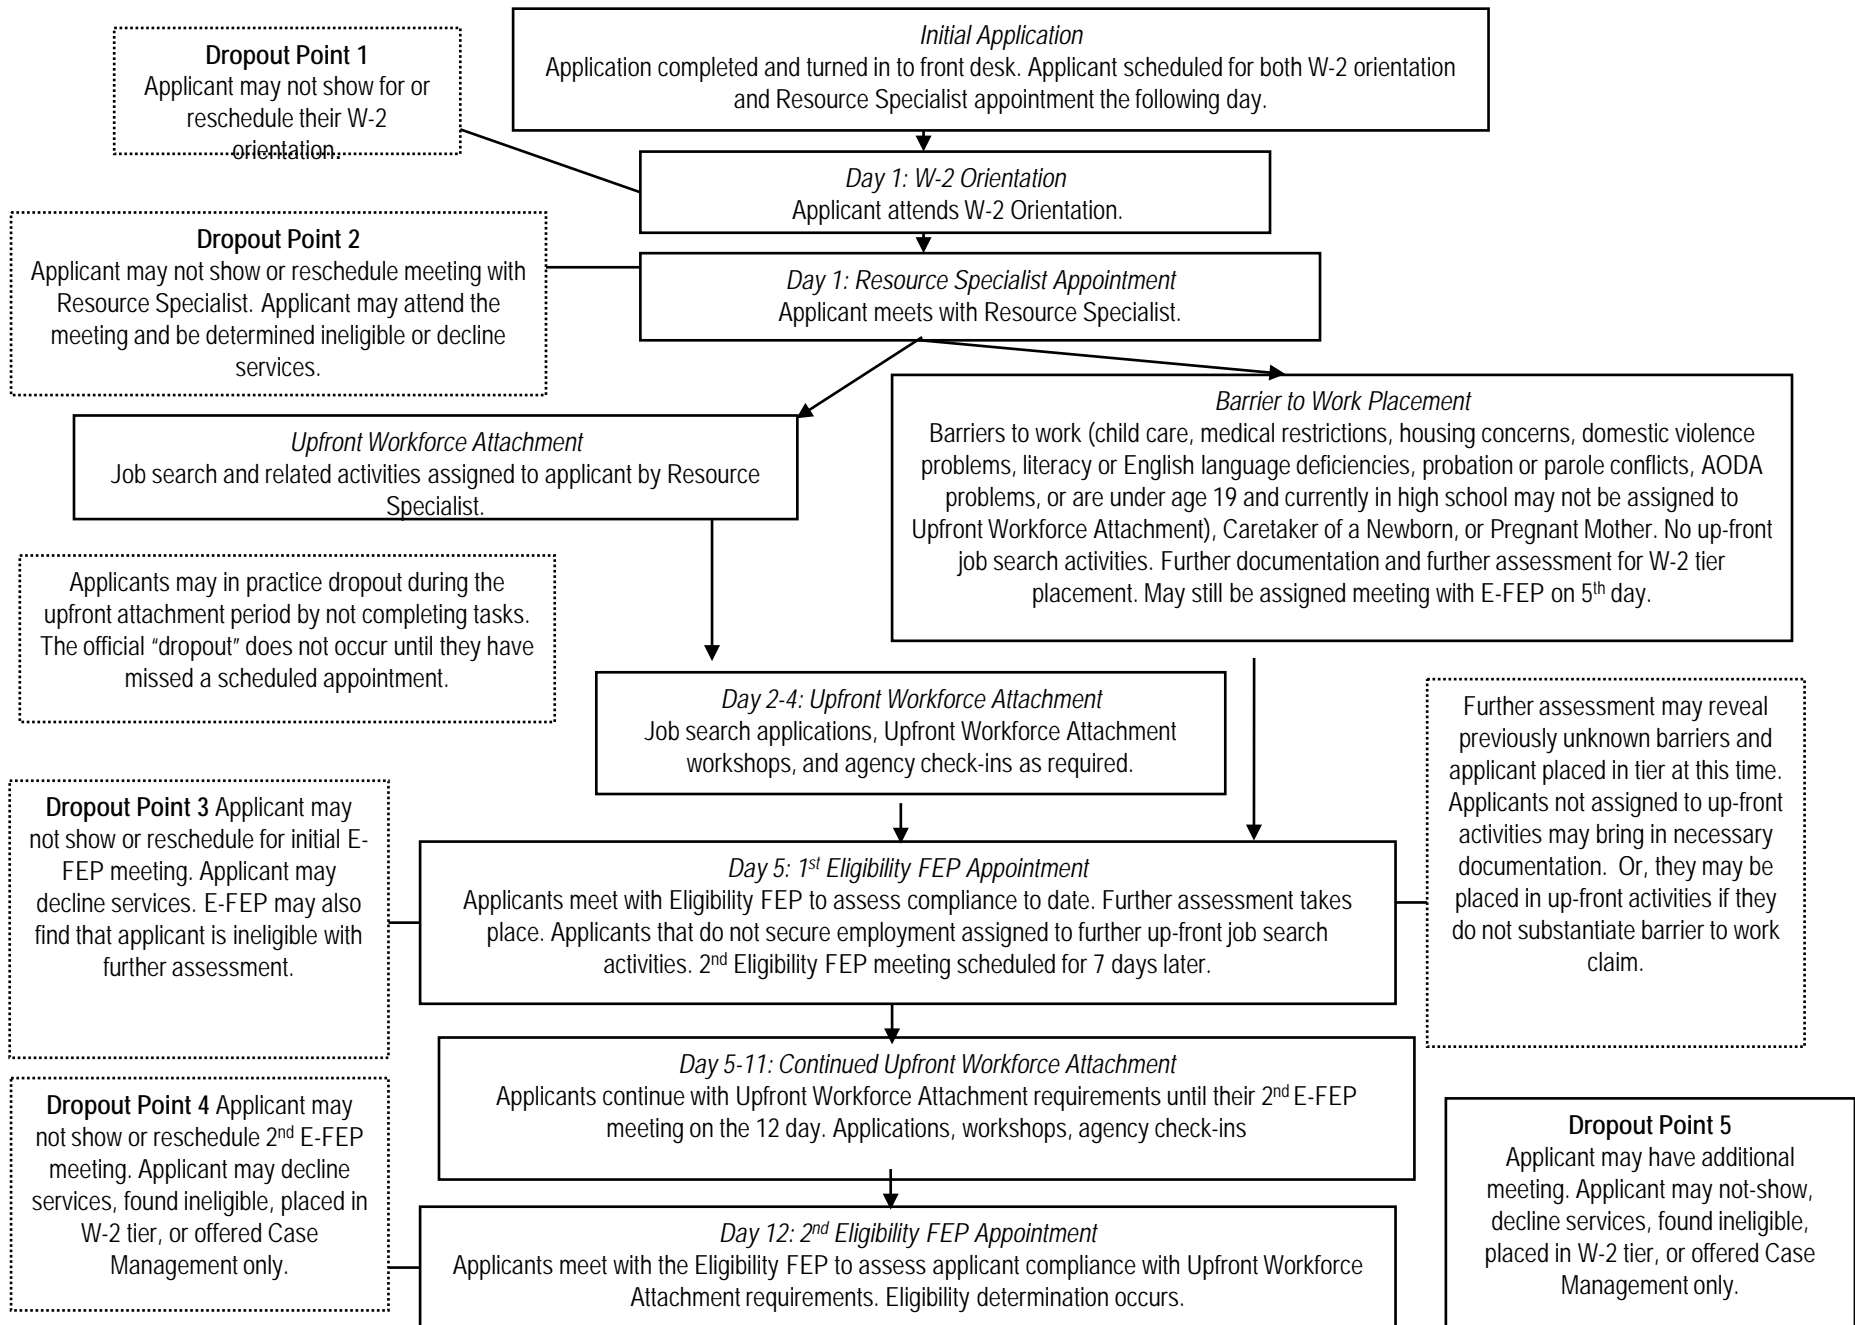 Initial Application
Application completed and turned in to front desk. Applicant scheduled for both W-2 orientation
and Resource Specialist appointment the following day.
Dropout Point 1
Applicant may not show for or
reschedule their W-2
orientation.
Day 1: W-2 Orientation
Applicant attends W-2 Orientation.
Dropout Point 2
Applicant may not show or reschedule meeting with
Resource Specialist. Applicant may attend the
meeting and be determined ineligible or decline
services.
Day 1: Resource Specialist Appointment
Applicant meets with Resource Specialist.
Upfront Workforce Attachment
Job search and related activities assigned to applicant by Resource
Specialist.
Barrier to Work Placement
Barriers to work (child care, medical restrictions, housing concerns, domestic violence
problems, literacy or English language deficiencies, probation or parole conflicts, AODA
problems, or are under age 19 and currently in high school may not be assigned to
Upfront Workforce Attachment), Caretaker of a Newborn, or Pregnant Mother. No up-front
job search activities. Further documentation and further assessment for W-2 tier
placement. May still be assigned meeting with E-FEP on 5th day.
Applicants may in practice dropout during the
upfront attachment period by not completing tasks.
The official “dropout” does not occur until they have
missed a scheduled appointment.
Day 2-4: Upfront Workforce Attachment
Job search applications, Upfront Workforce Attachment
workshops, and agency check-ins as required.
Further assessment may reveal
previously unknown barriers and
applicant placed in tier at this time.
Applicants not assigned to up-front
activities may bring in necessary
documentation. Or, they may be
placed in up-front activities if they
do not substantiate barrier to work
claim.
Dropout Point 3 Applicant may
not show or reschedule for initial E-
FEP meeting. Applicant may
decline services. E-FEP may also
find that applicant is ineligible with
further assessment.
Day 5: 1st Eligibility FEP Appointment
Applicants meet with Eligibility FEP to assess compliance to date. Further assessment takes
place. Applicants that do not secure employment assigned to further up-front job search
activities. 2nd Eligibility FEP meeting scheduled for 7 days later.
Day 5-11: Continued Upfront Workforce Attachment
Applicants continue with Upfront Workforce Attachment requirements until their 2nd E-FEP
meeting on the 12 day. Applications, workshops, agency check-ins
Dropout Point 4 Applicant may
not show or reschedule 2nd E-FEP
meeting. Applicant may decline
services, found ineligible, placed in
W-2 tier, or offered Case
Management only.
Day 12: 2nd Eligibility FEP Appointment
Applicants meet with the Eligibility FEP to assess applicant compliance with Upfront Workforce
Attachment requirements. Eligibility determination occurs.
Dropout Point 5
Applicant may have additional
meeting. Applicant may not-show,
decline services, found ineligible,
placed in W-2 tier, or offered Case
Management only.